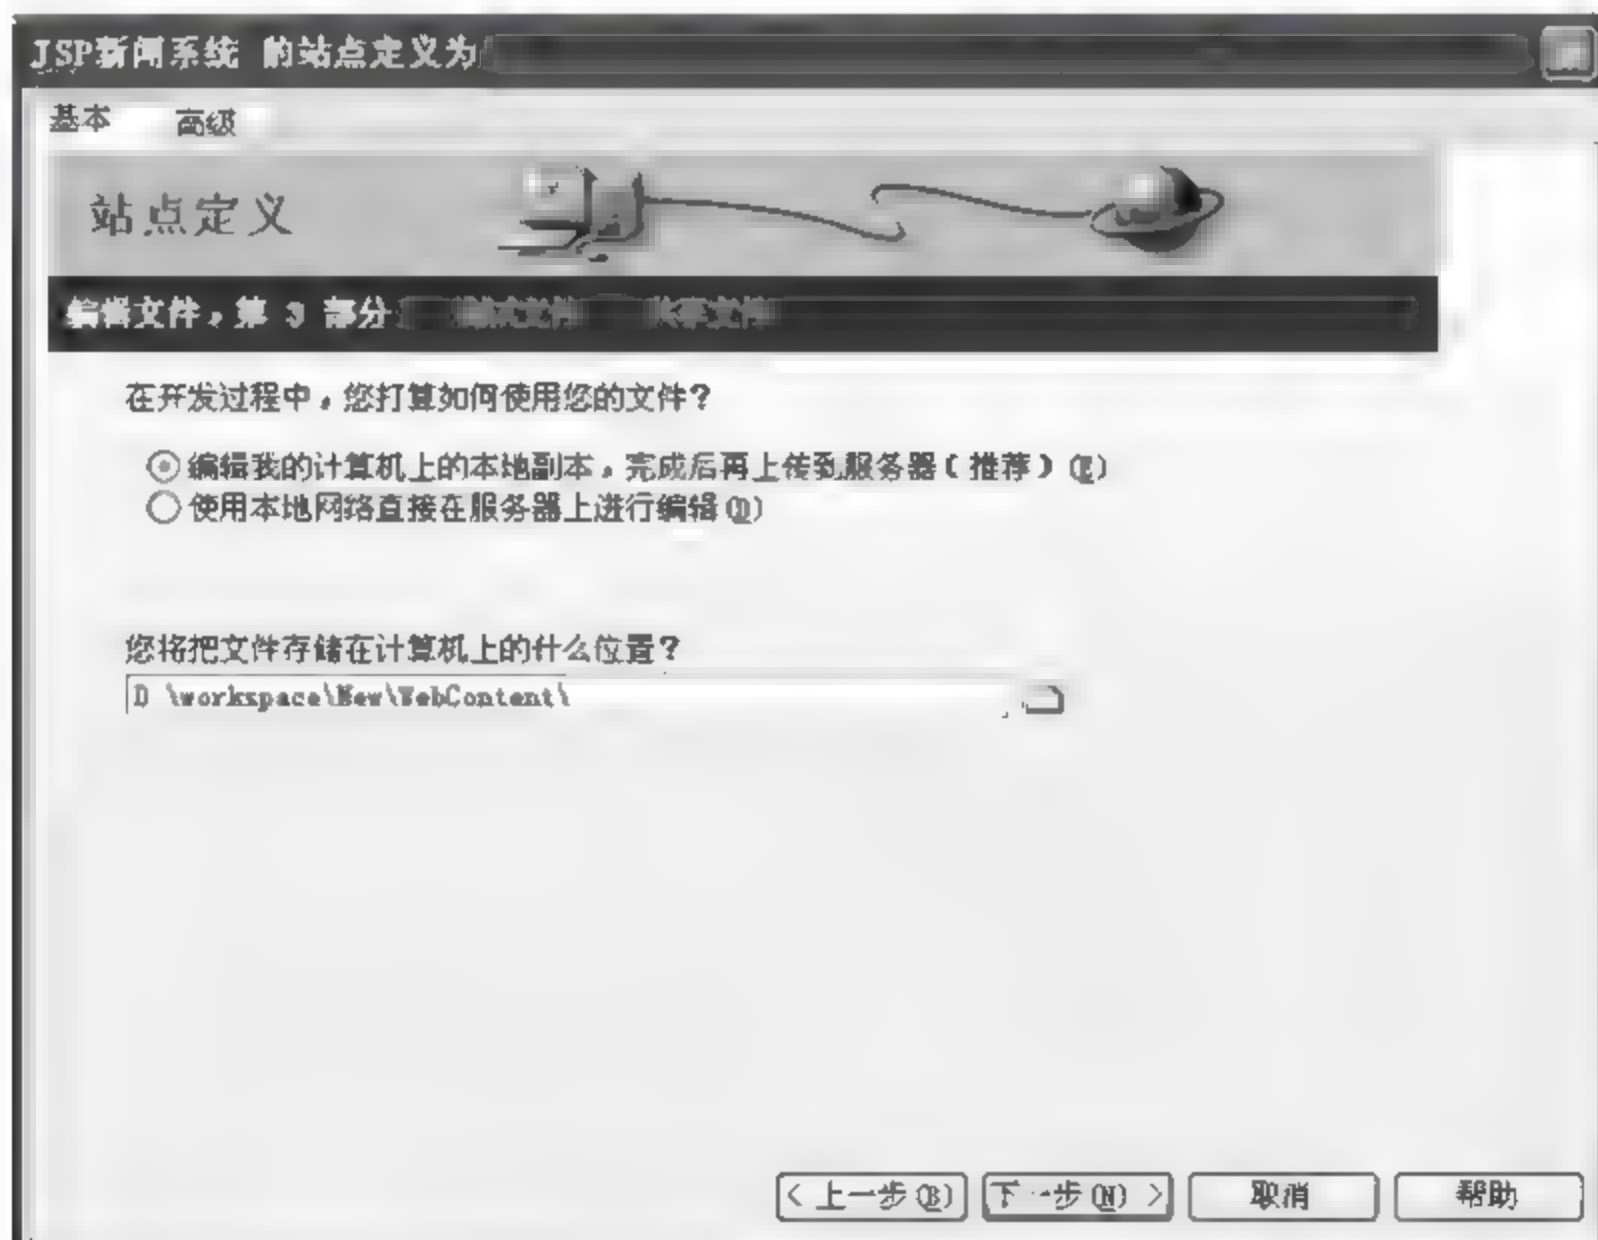 JSP新闻系统 的站点定义为
基本 高级
站点定义
编辑文件，第 3 部分
在开发过程中，您打算如何使用您的文件？
编辑我的计算机上的本地副本，完成后再上传到服务器（推荐）(E)
使用本地网络直接在服务器上进行编辑(D)
您将把文件存储在计算机上的什么位置？
D \workspace\New\WebContent\
< 上一步(B) 下一步(N) > 取消 帮助